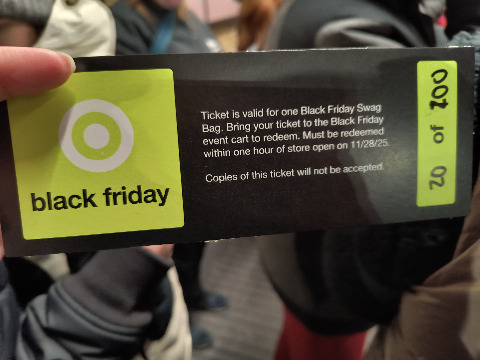 black friday
Ticket is valid for one Black Friday Swag
Bag. Bring your ticket to the Black Friday
event cart to redeem. Must be redeemed
within one hour of store open on 11/28/25.
Copies of this ticket will not be accepted.
20 of 200